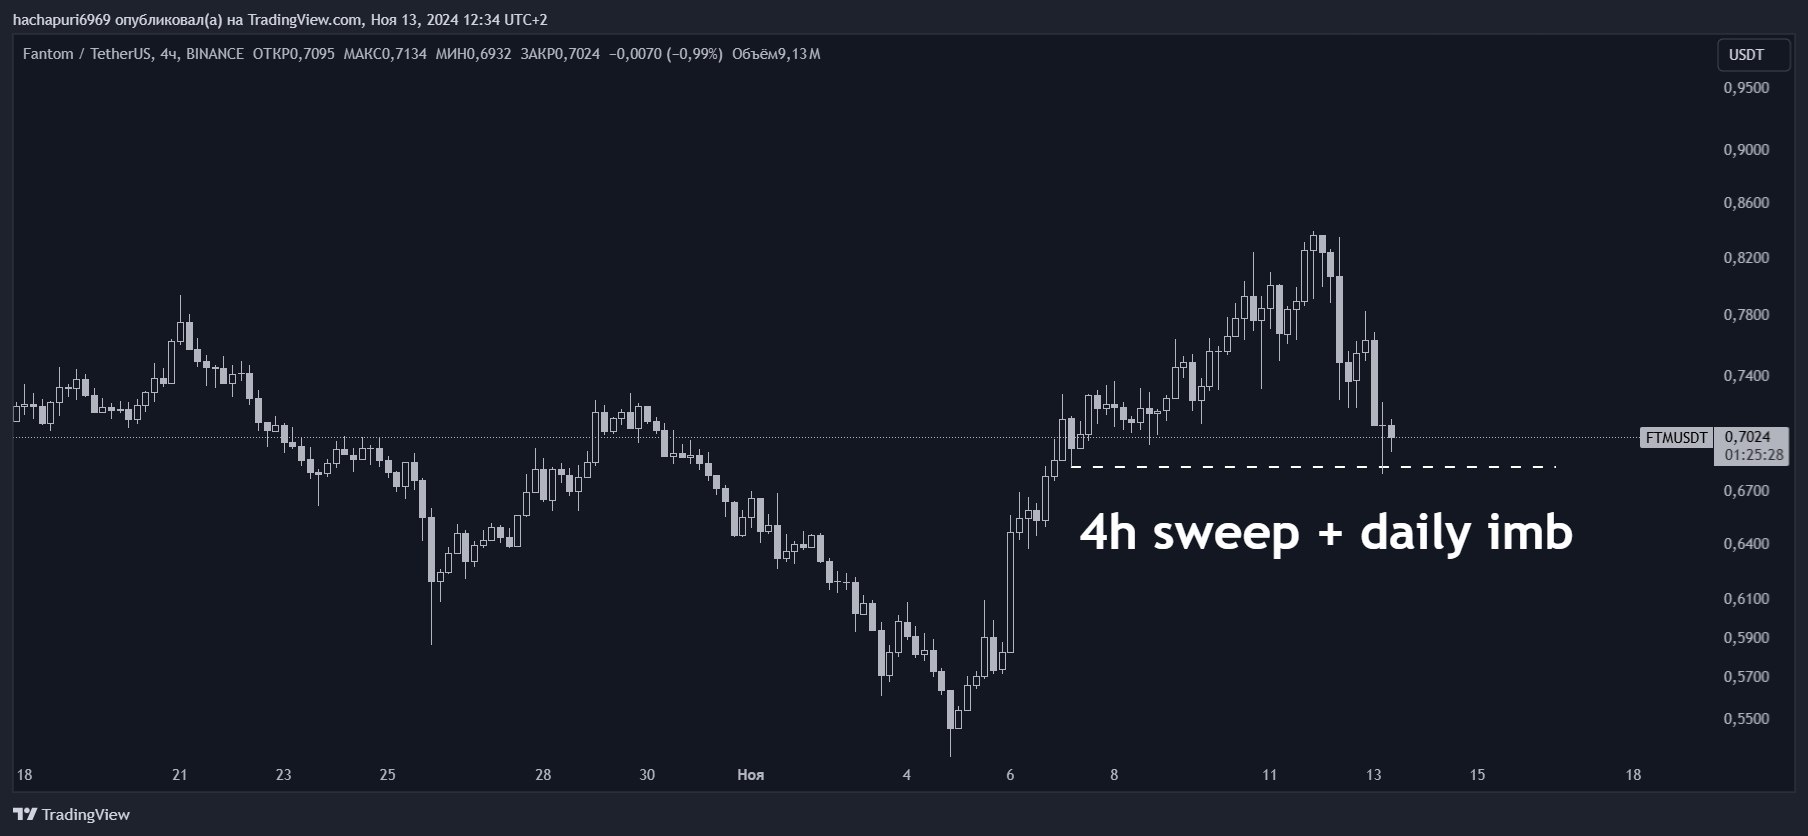 hachapuri6969 опубликовал(а) на TradingView.com, Ноя 13, 2024 12:34 UTC+2
Fantom / TetherUS, 4ч, BINANCE ОТКР0,7095 МАКС0,7134 МИН0,6932 ЗАКР0,7024 −0,0070 (−0,99%) Объём9,13 M
USDT
0,9500
0,9000
0,8600
0,8200
0,7800
0,7400
FTMUSDT 0,7024
01:25:28
0,6700
4h sweep + daily imb
0,6400
0,6100
0,5900
0,5700
0,5500
18 21 23 25 28 30 Ноя 4 6 8 11 13 15 18
TradingView